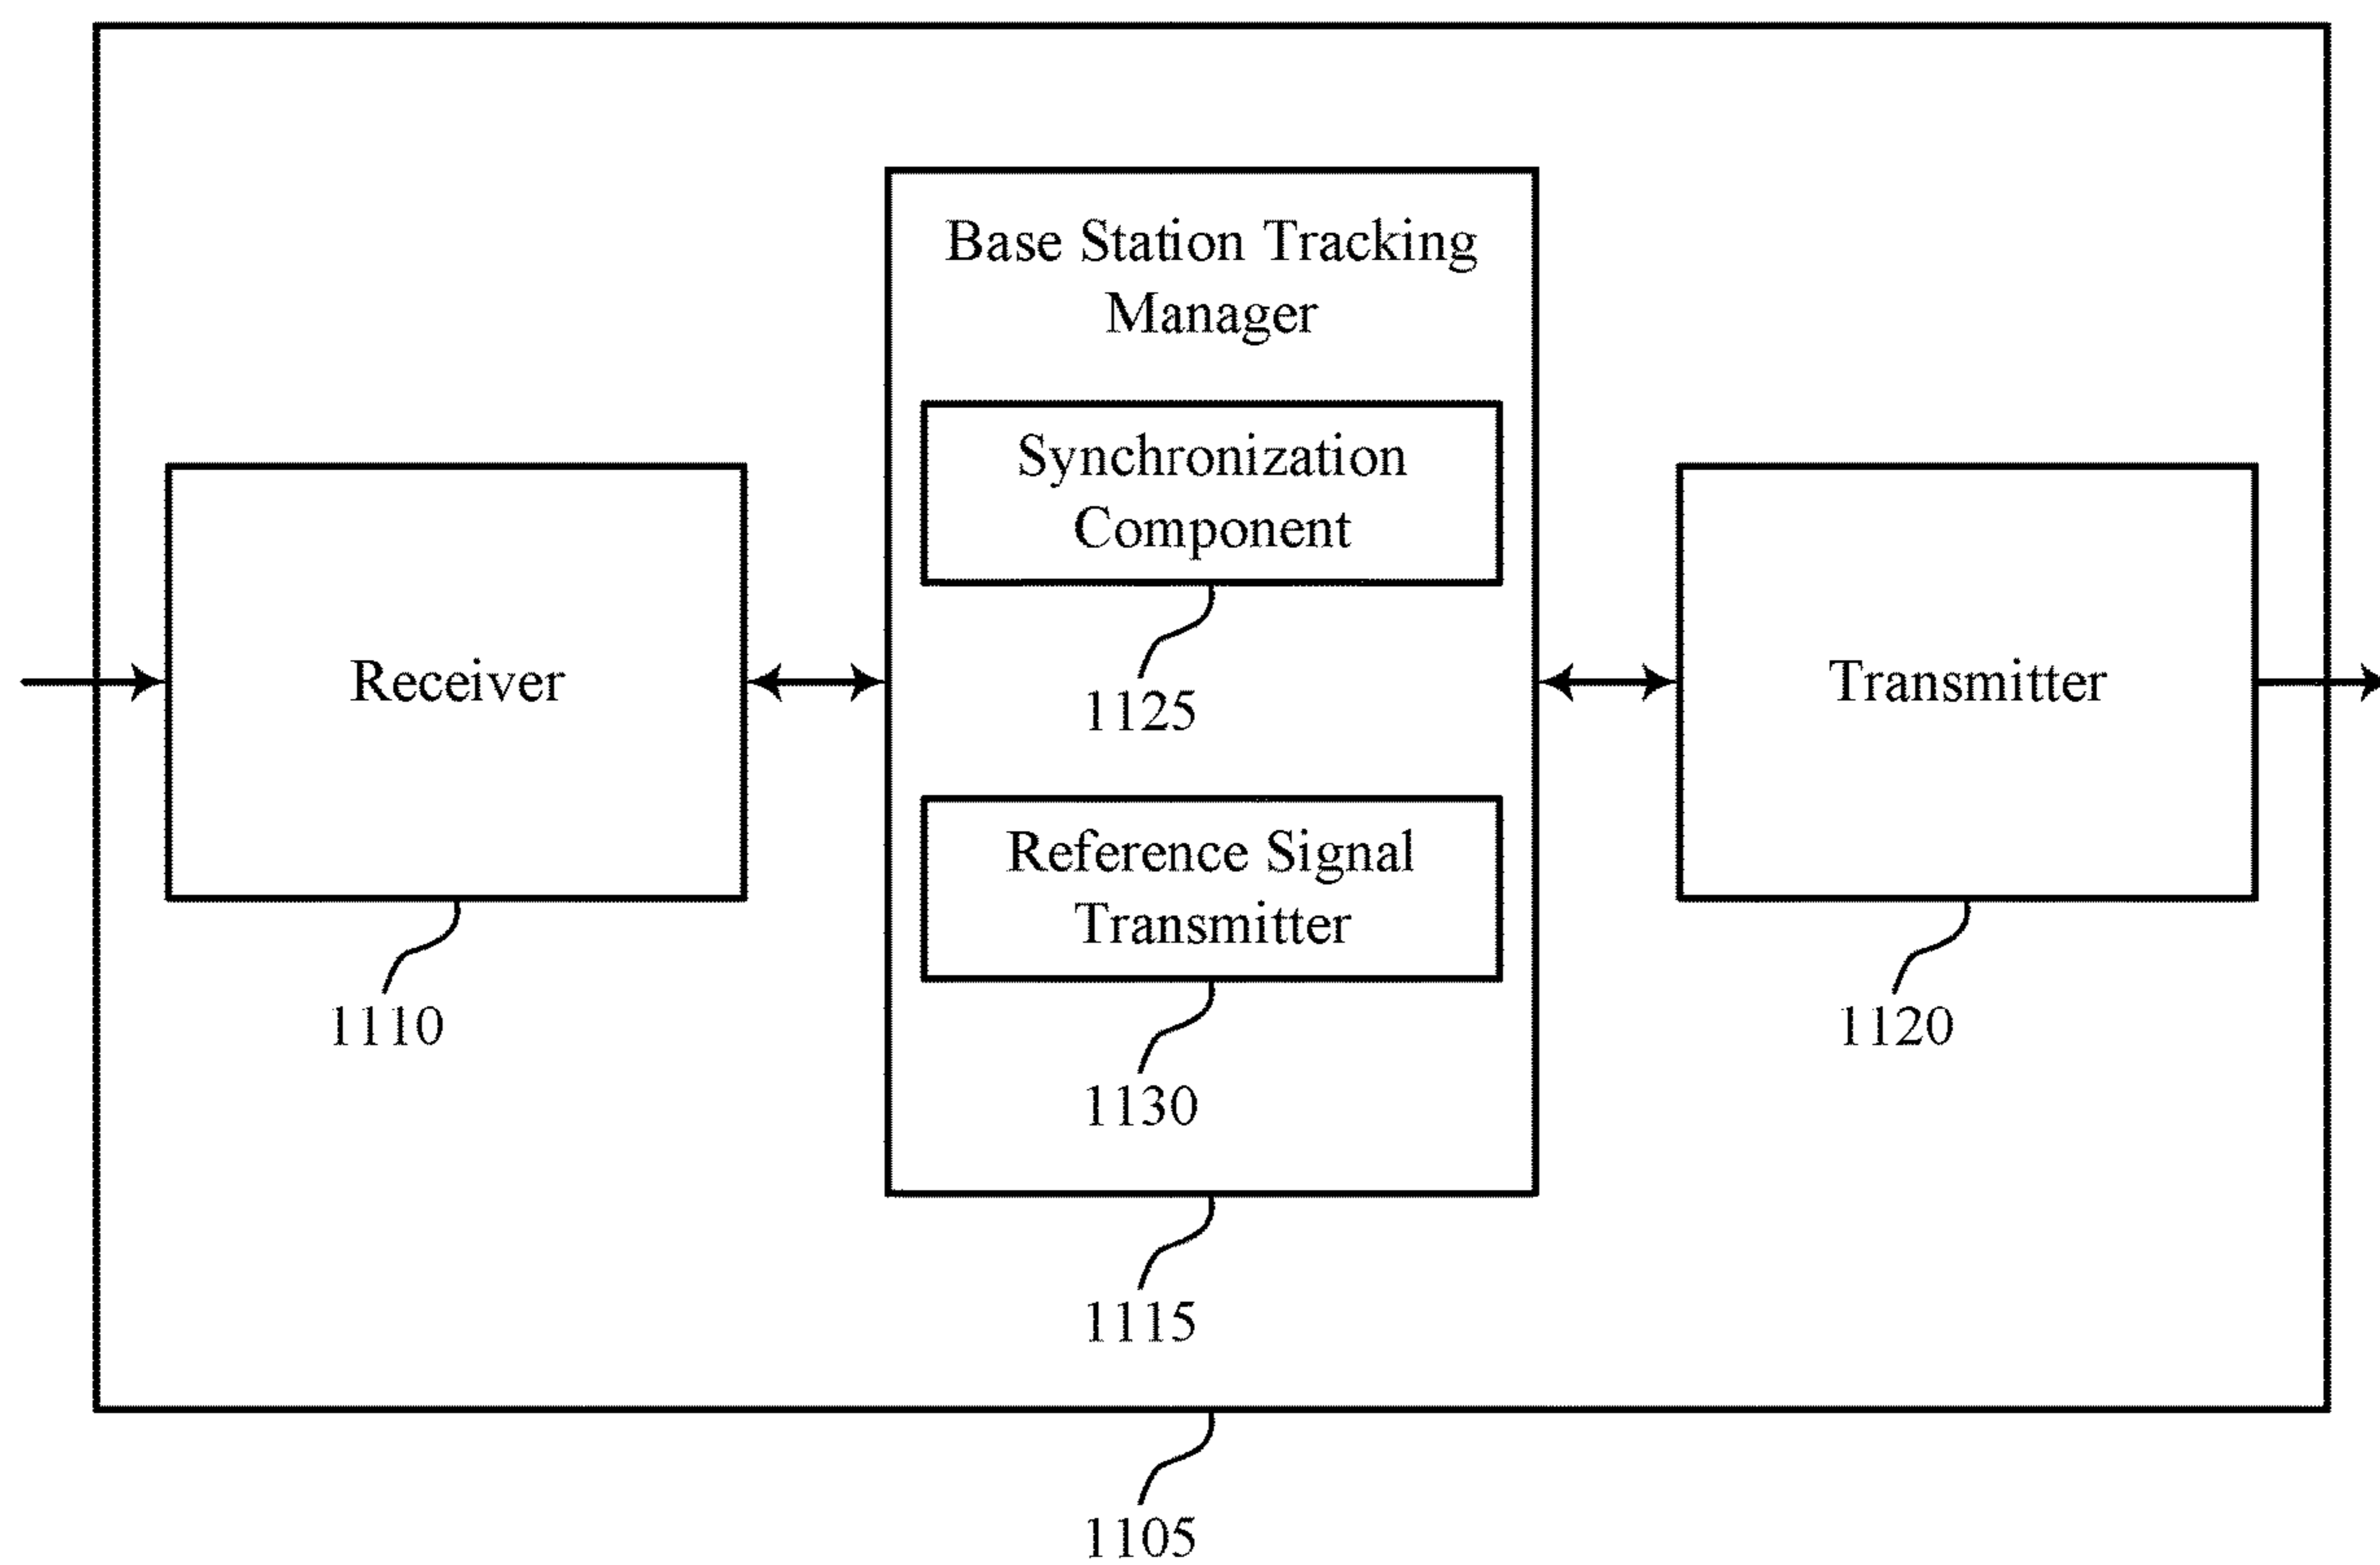 Base Station Tracking
Manager
Synchronization
Component
1125
Receiver
Transmitter
Reference Signal
Transmitter
1110
1120
1130
1115
1105